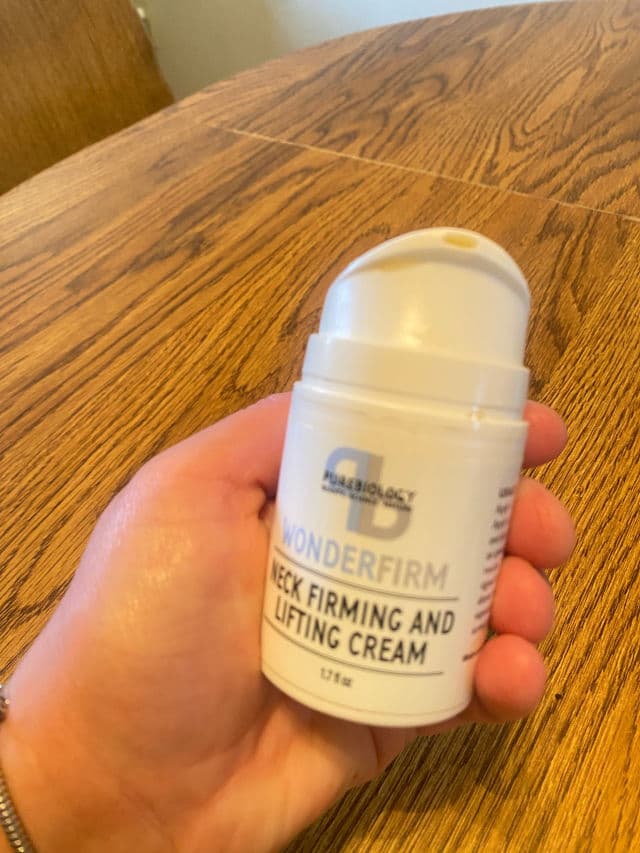 PUREBIOLOGY
WONDERFIRM
NECK FIRMING AND
LIFTING CREAM
1.7 fl oz